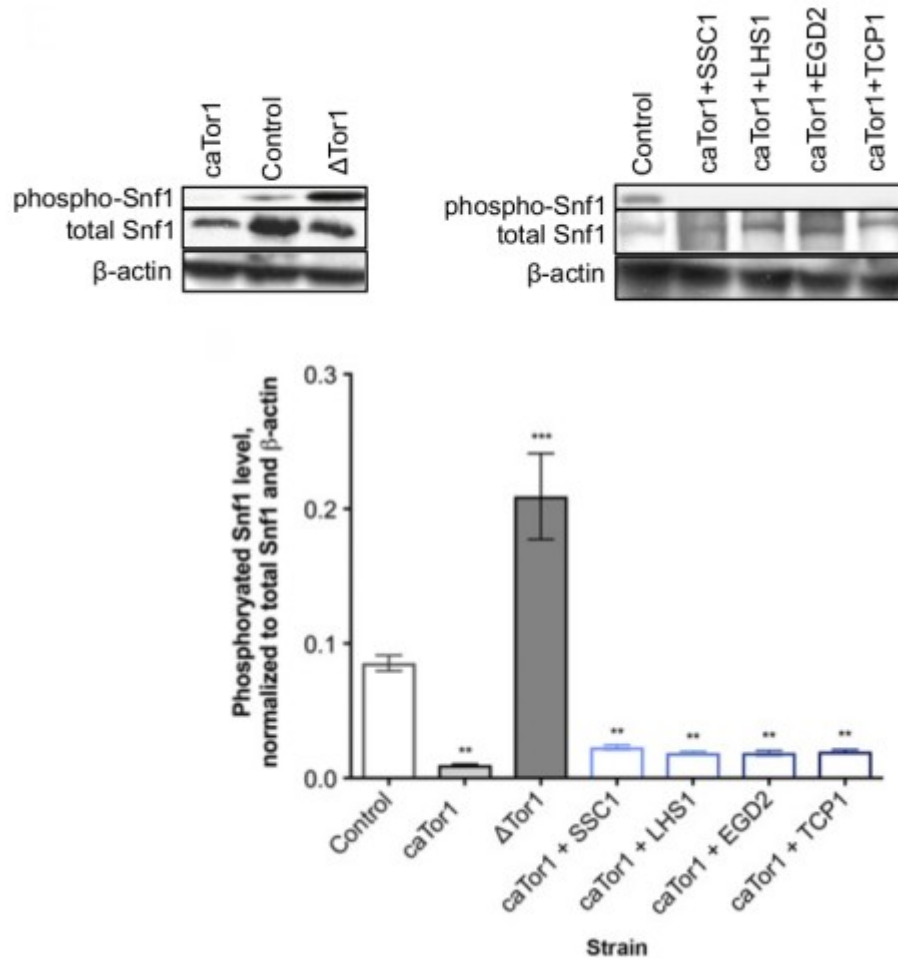 caTor1
Control
ΔTor1
phospho-Snf1
total Snf1
β-actin
Control
caTor1+SSC1
caTor1+LHS1
caTor1+EGD2
caTor1+TCP1
phospho-Snf1
total Snf1
β-actin
Phosphoryated Snf1 level,
normalized to total Snf1 and β-actin
0.3
0.2
0.1
0.0
**
***
**
**
**
**
Control
caTor1
ΔTor1
caTor1 + SSC1
caTor1 + LHS1
caTor1 + EGD2
caTor1 + TCP1
Strain